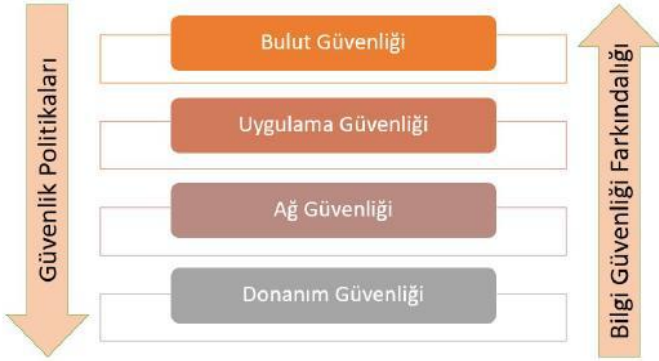 Güvenlik Politikaları
Bulut Güvenliği
Uygulama Güvenliği
Ağ Güvenliği
Donanım Güvenliği
Bilgi Güvenliği Farkındalığı